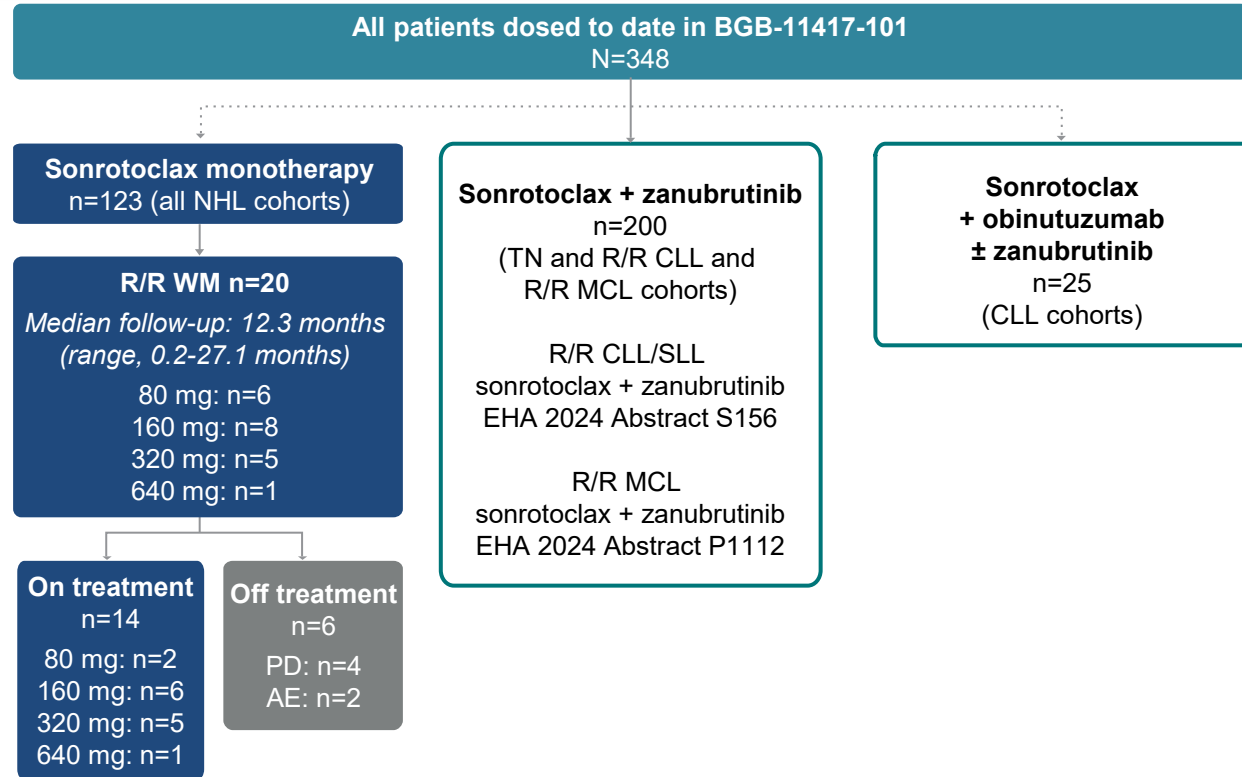 All patients dosed to date in BGB-11417-101
N=348
Sonrotoclax monotherapy
n=123 (all NHL cohorts)
R/R WM n=20
Median follow-up: 12.3 months
(range, 0.2-27.1 months)
80 mg: n=6
160 mg: n=8
320 mg: n=5
640 mg: n=1
On treatment
n=14
80 mg: n=2
160 mg: n=6
320 mg: n=5
640 mg: n=1
Off treatment
n=6
PD: n=4
AE: n=2
Sonrotoclax + zanubrutinib
n=200
(TN and R/R CLL and
R/R MCL cohorts)
R/R CLL/SLL
sonrotoclax + zanubrutinib
EHA 2024 Abstract S156
R/R MCL
sonrotoclax + zanubrutinib
EHA 2024 Abstract P1112
Sonrotoclax
+ obinutuzumab
± zanubrutinib
n=25
(CLL cohorts)